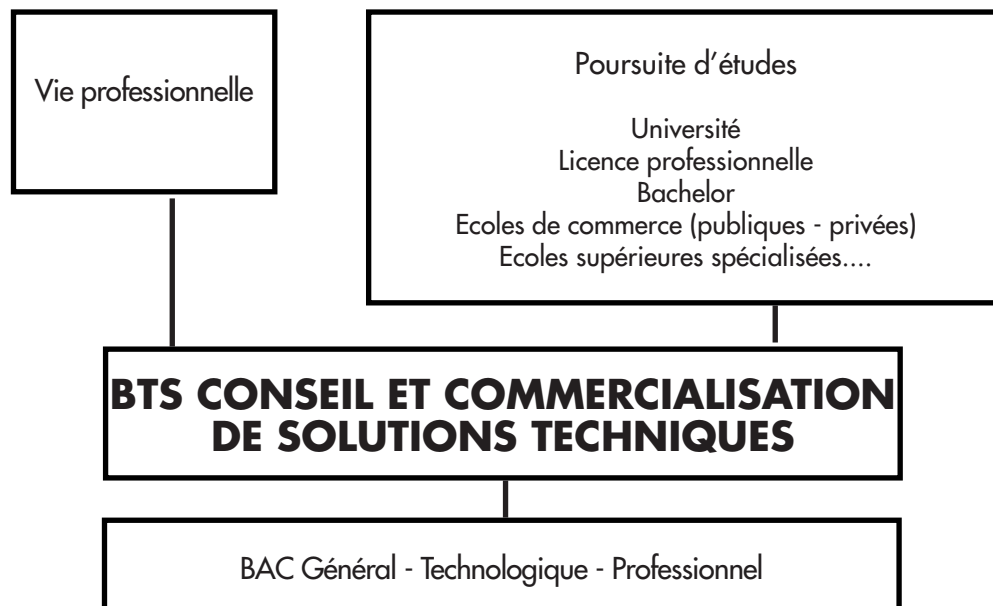 Vie professionnelle
Poursuite d’études
Université
Licence professionnelle
Bachelor
Ecoles de commerce (publiques - privées)
Ecoles supérieures spécialisées....
BTS CONSEIL ET COMMERCIALISATION
DE SOLUTIONS TECHNIQUES
BAC Général - Technologique - Professionnel